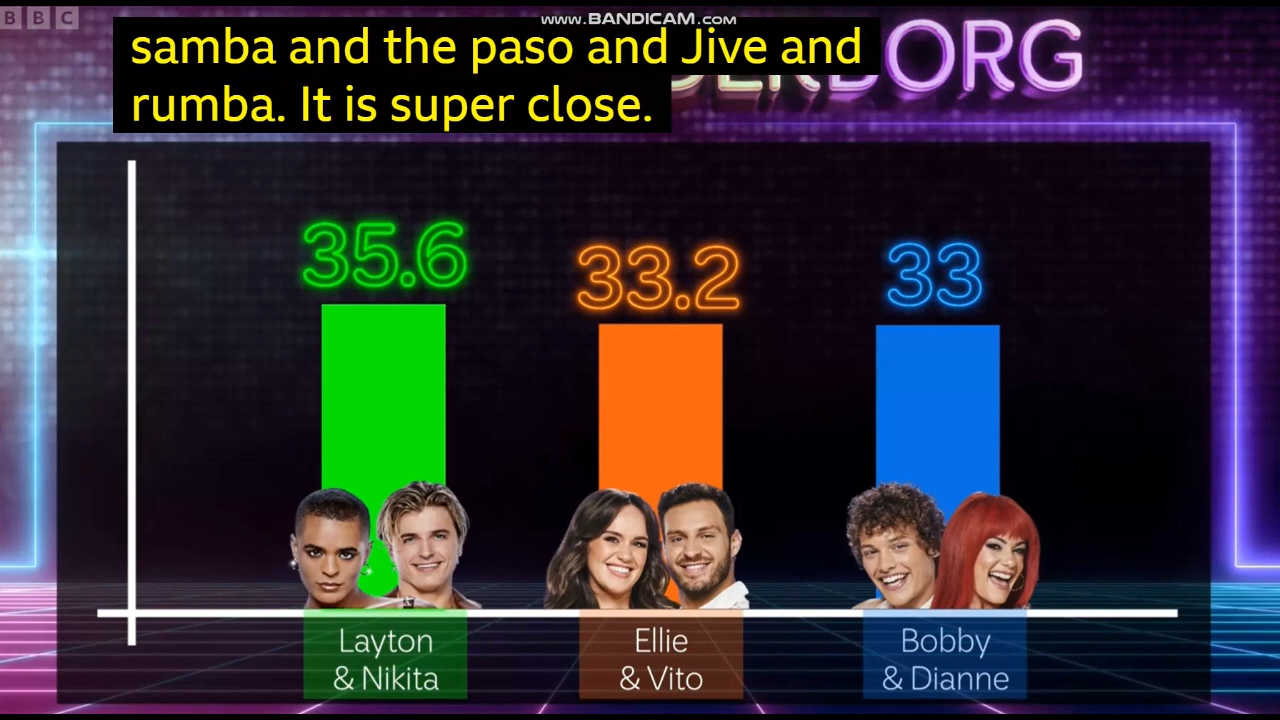 BBC
www.BANDICAM.com
samba and the paso and Jive and
rumba. It is super close.
ERBORG
35.6
33.2
33
Layton
& Nikita
Ellie
& Vito
Bobby
& Dianne